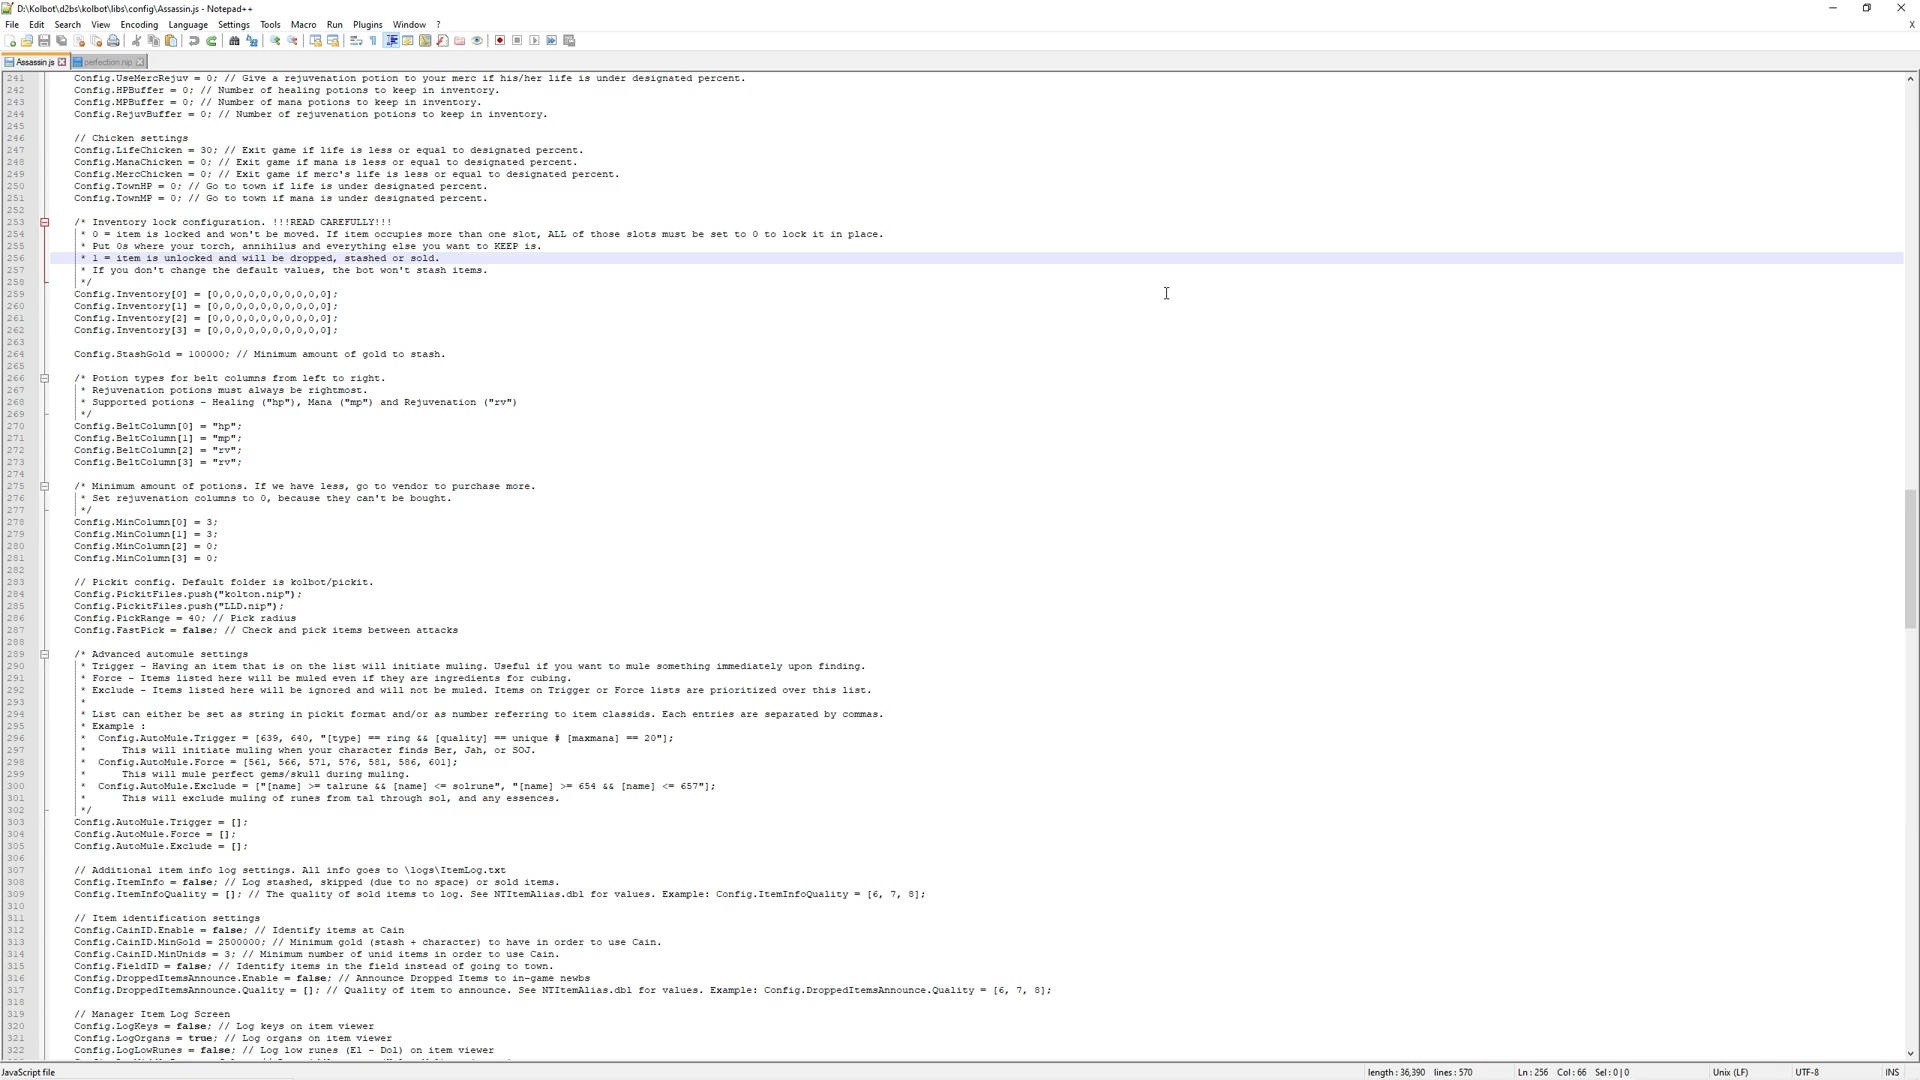 D:\Kolbot\d2bs\kolbot\libs\config\Assassin.js - Notepad++
File Edit Search View Encoding Language Settings Tools Macro Run Plugins Window ?
X
Assassin.js perfection.nip
241 Config.UseMercRejuv = 0; // Give a rejuvenation potion to your merc if his/her life is under designated percent.
242 Config.HPBuffer = 0; // Number of healing potions to keep in inventory.
243 Config.MPBuffer = 0; // Number of mana potions to keep in inventory.
244 Config.RejuvBuffer = 0; // Number of rejuvenation potions to keep in inventory.
245
246 // Chicken settings
247 Config.LifeChicken = 30; // Exit game if life is less or equal to designated percent.
248 Config.ManaChicken = 0; // Exit game if mana is less or equal to designated percent.
249 Config.MercChicken = 0; // Exit game if merc's life is less or equal to designated percent.
250 Config.TownHP = 0; // Go to town if life is under designated percent.
251 Config.TownMP = 0; // Go to town if mana is under designated percent.
252
253 /* Inventory lock configuration. !!!READ CAREFULLY!!!
254 * 0 = item is locked and won't be moved. If item occupies more than one slot, ALL of those slots must be set to 0 to lock it in place.
255 * Put 0s where your torch, annihilus and everything else you want to KEEP is.
256 * 1 = item is unlocked and will be dropped, stashed or sold.
257 * If you don't change the default values, the bot won't stash items.
258 */
259 Config.Inventory[0] = [0,0,0,0,0,0,0,0,0,0];
260 Config.Inventory[1] = [0,0,0,0,0,0,0,0,0,0];
261 Config.Inventory[2] = [0,0,0,0,0,0,0,0,0,0];
262 Config.Inventory[3] = [0,0,0,0,0,0,0,0,0,0];
263
264 Config.StashGold = 100000; // Minimum amount of gold to stash.
265
266 /* Potion types for belt columns from left to right.
267 * Rejuvenation potions must always be rightmost.
268 * Supported potions - Healing ("hp"), Mana ("mp") and Rejuvenation ("rv")
269 */
270 Config.BeltColumn[0] = "hp";
271 Config.BeltColumn[1] = "mp";
272 Config.BeltColumn[2] = "rv";
273 Config.BeltColumn[3] = "rv";
274
275 /* Minimum amount of potions. If we have less, go to vendor to purchase more.
276 * Set rejuvenation columns to 0, because they can't be bought.
277 */
278 Config.MinColumn[0] = 3;
279 Config.MinColumn[1] = 3;
280 Config.MinColumn[2] = 0;
281 Config.MinColumn[3] = 0;
282
283 // Pickit config. Default folder is kolbot/pickit.
284 Config.PickitFiles.push("kolton.nip");
285 Config.PickitFiles.push("LLD.nip");
286 Config.PickRange = 40; // Pick radius
287 Config.FastPick = false; // Check and pick items between attacks
288
289 /* Advanced automule settings
290 * Trigger - Having an item that is on the list will initiate muling. Useful if you want to mule something immediately upon finding.
291 * Force - Items listed here will be muled even if they are ingredients for cubing.
292 * Exclude - Items listed here will be ignored and will not be muled. Items on Trigger or Force lists are prioritized over this list.
293 *
294 * List can either be set as string in pickit format and/or as number referring to item classids. Each entries are separated by commas.
295 * Example :
296 * Config.AutoMule.Trigger = [639, 640, "[type] == ring && [quality] == unique # [maxmana] == 20"];
297 * This will initiate muling when your character finds Ber, Jah, or SOJ.
298 * Config.AutoMule.Force = [561, 566, 571, 576, 581, 586, 601];
299 * This will mule perfect gems/skull during muling.
300 * Config.AutoMule.Exclude = ["[name] >= talrune && [name] <= solrune", "[name] >= 654 && [name] <= 657"];
301 * This will exclude muling of runes from tal through sol, and any essences.
302 */
303 Config.AutoMule.Trigger = [];
304 Config.AutoMule.Force = [];
305 Config.AutoMule.Exclude = [];
306
307 // Additional item info log settings. All info goes to \logs\ItemLog.txt
308 Config.ItemInfo = false; // Log stashed, skipped (due to no space) or sold items.
309 Config.ItemInfoQuality = []; // The quality of sold items to log. See NTItemAlias.dbl for values. Example: Config.ItemInfoQuality = [6, 7, 8];
310
311 // Item identification settings
312 Config.CainID.Enable = false; // Identify items at Cain
313 Config.CainID.MinGold = 2500000; // Minimum gold (stash + character) to have in order to use Cain.
314 Config.CainID.MinUnids = 3; // Minimum number of unid items in order to use Cain.
315 Config.FieldID = false; // Identify items in the field instead of going to town.
316 Config.DroppedItemsAnnounce.Enable = false; // Announce Dropped Items to in-game newbs
317 Config.DroppedItemsAnnounce.Quality = []; // Quality of item to announce. See NTItemAlias.dbl for values. Example: Config.DroppedItemsAnnounce.Quality = [6, 7, 8];
318
319 // Manager Item Log Screen
320 Config.LogKeys = false; // Log keys on item viewer
321 Config.LogOrgans = true; // Log organs on item viewer
322 Config.LogLowRunes = false; // Log low runes (El - Dol) on item viewer
JavaScript file length : 36,390 lines : 570 Ln : 256 Col : 66 Sel : 0 | 0 Unix (LF) UTF-8 INS